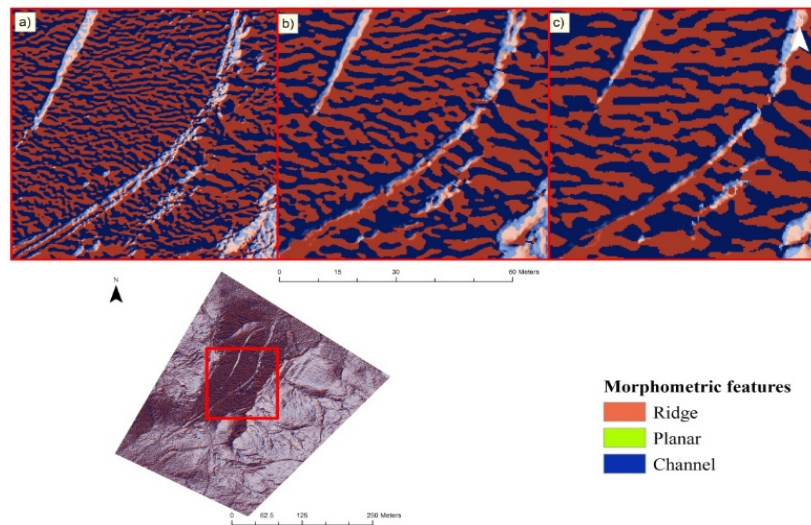 a)
b)
c)
0 15 30 60 Meters
N
Morphometric features
Ridge
Planar
Channel
0 62.5 125 250 Meters